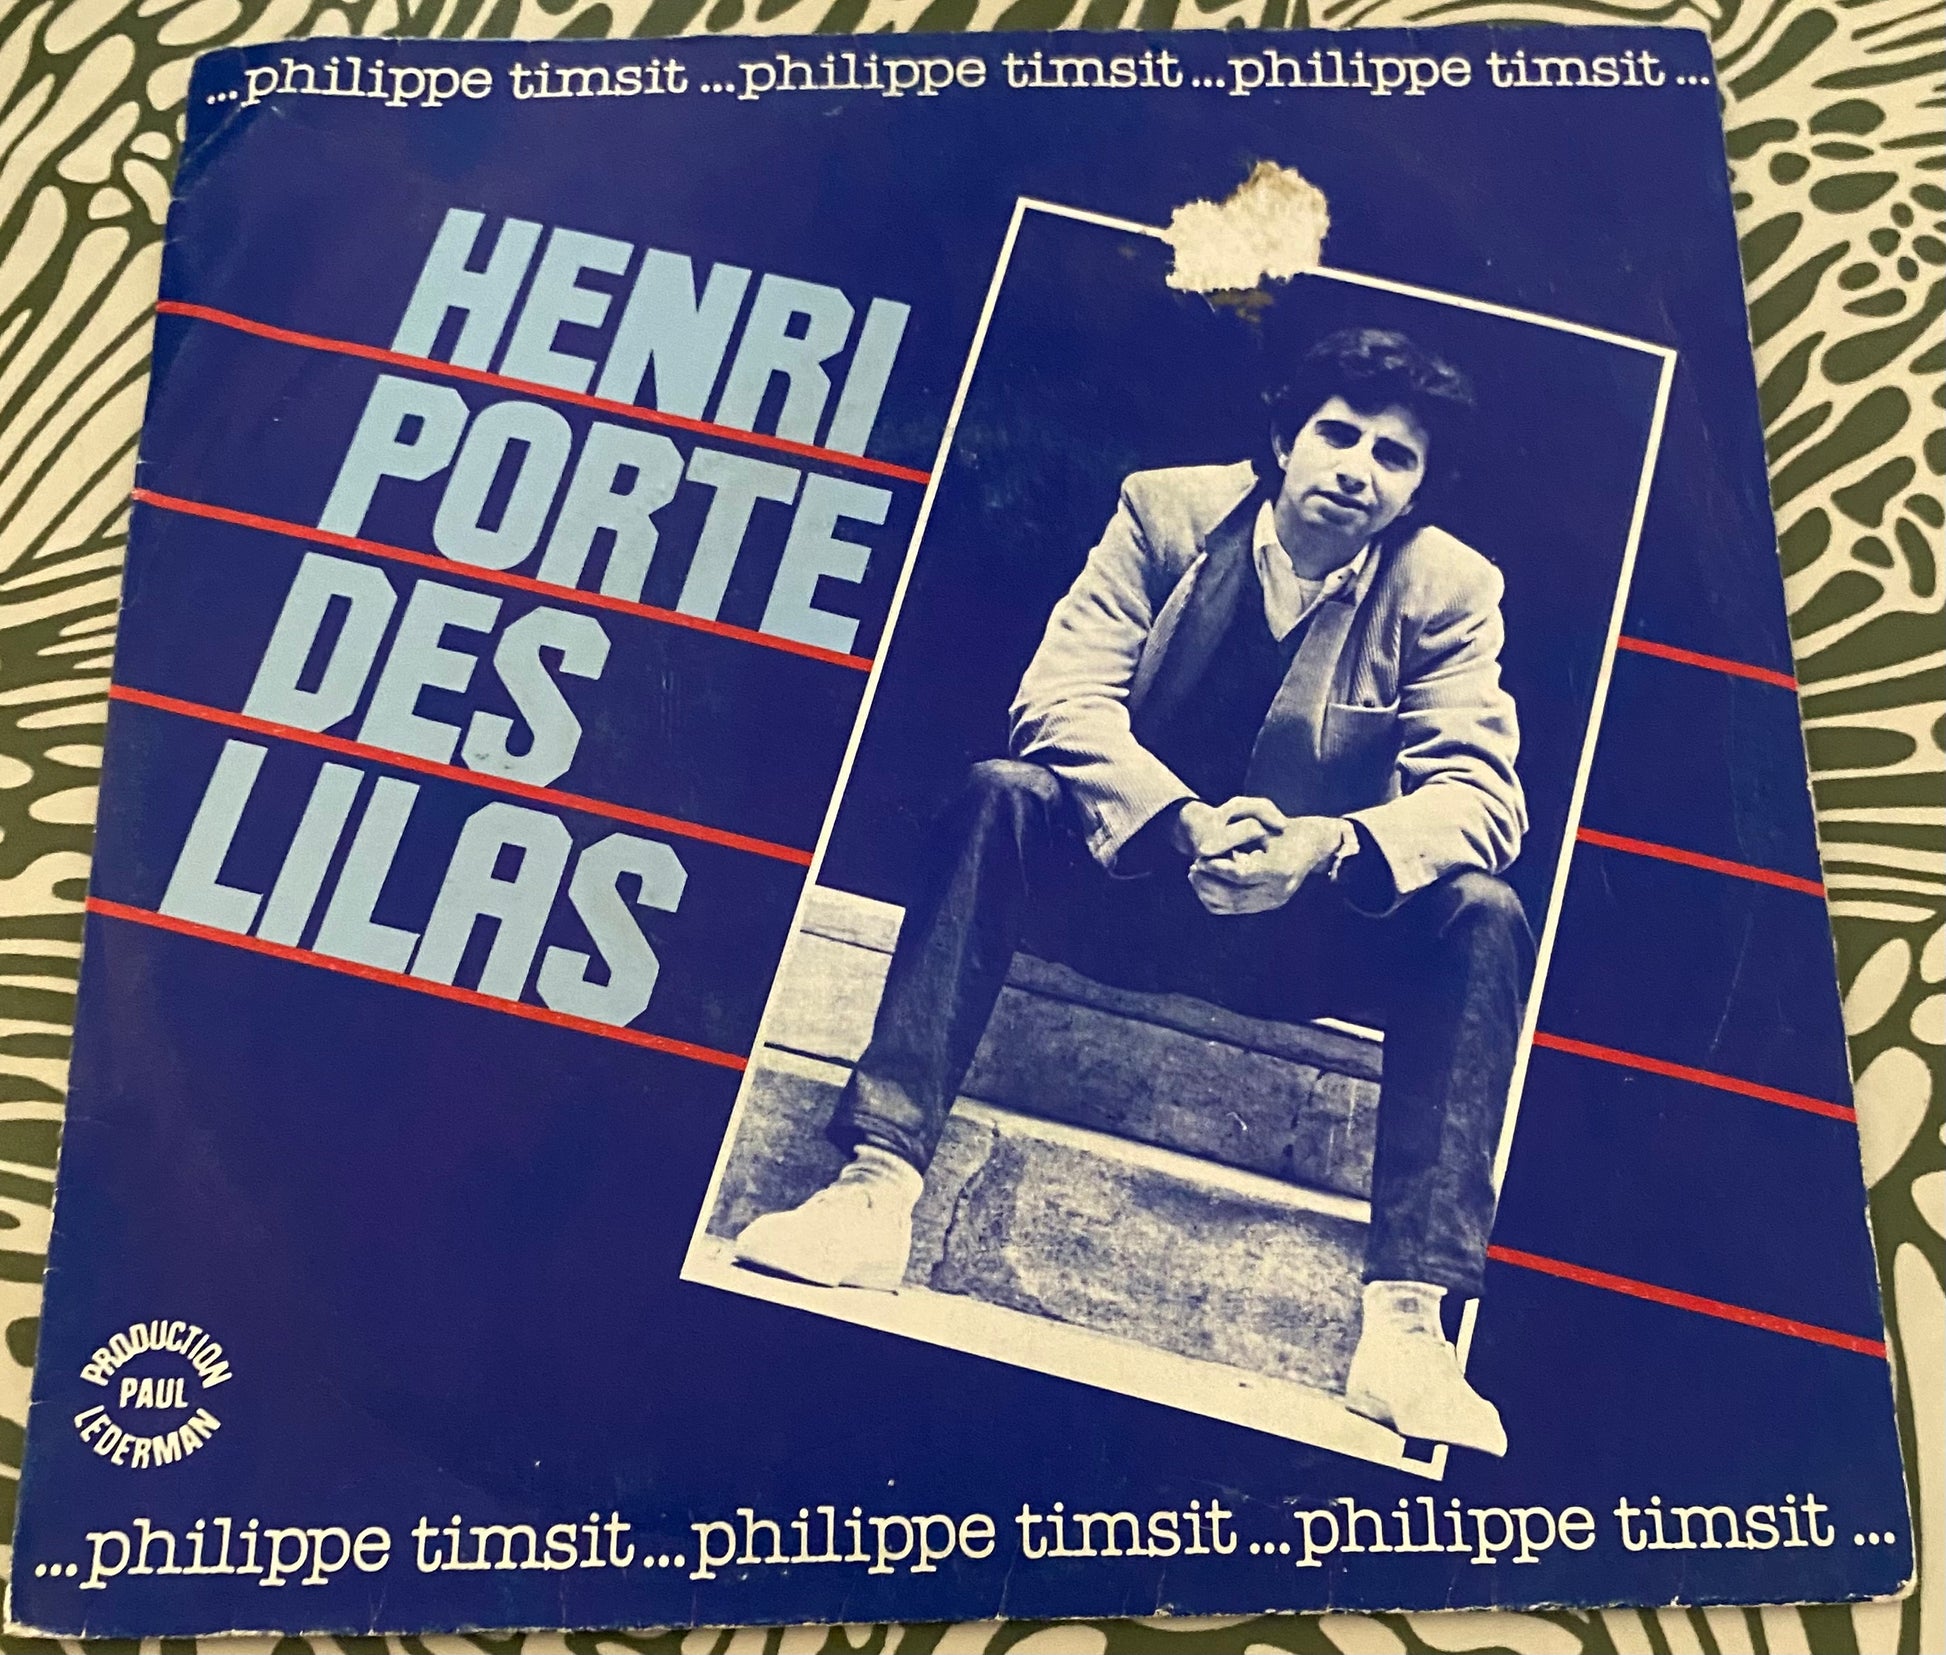 ...philippe timsit...philippe timsit...philippe timsit...
HENRI
PORTE
DES
LILAS
PRODUCTION
PAUL
LEDERMAN
...philippe timsit...philippe timsit...philippe timsit...